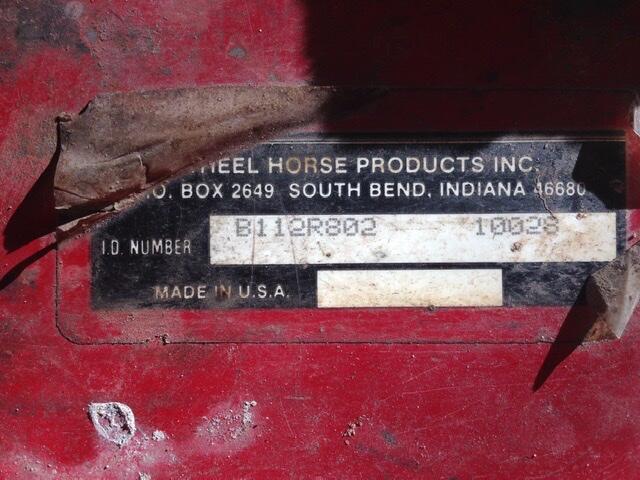 HEEL HORSE PRODUCTS INC.
O. BOX 2649 SOUTH BEND, INDIANA 46680
I.D. NUMBER B112R802 10028
MADE IN U.S.A.